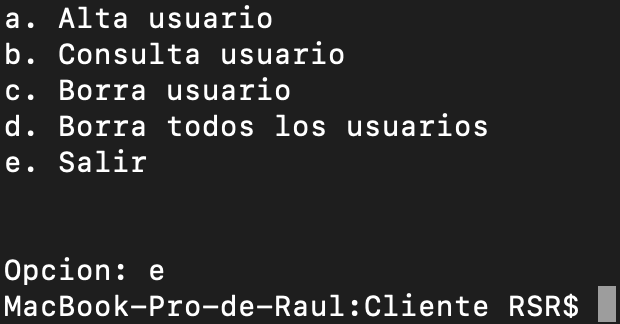 a. Alta usuario
b. Consulta usuario
c. Borra usuario
d. Borra todos los usuarios
e. Salir
Opcion: e
MacBook-Pro-de-Raul:Cliente RSR$